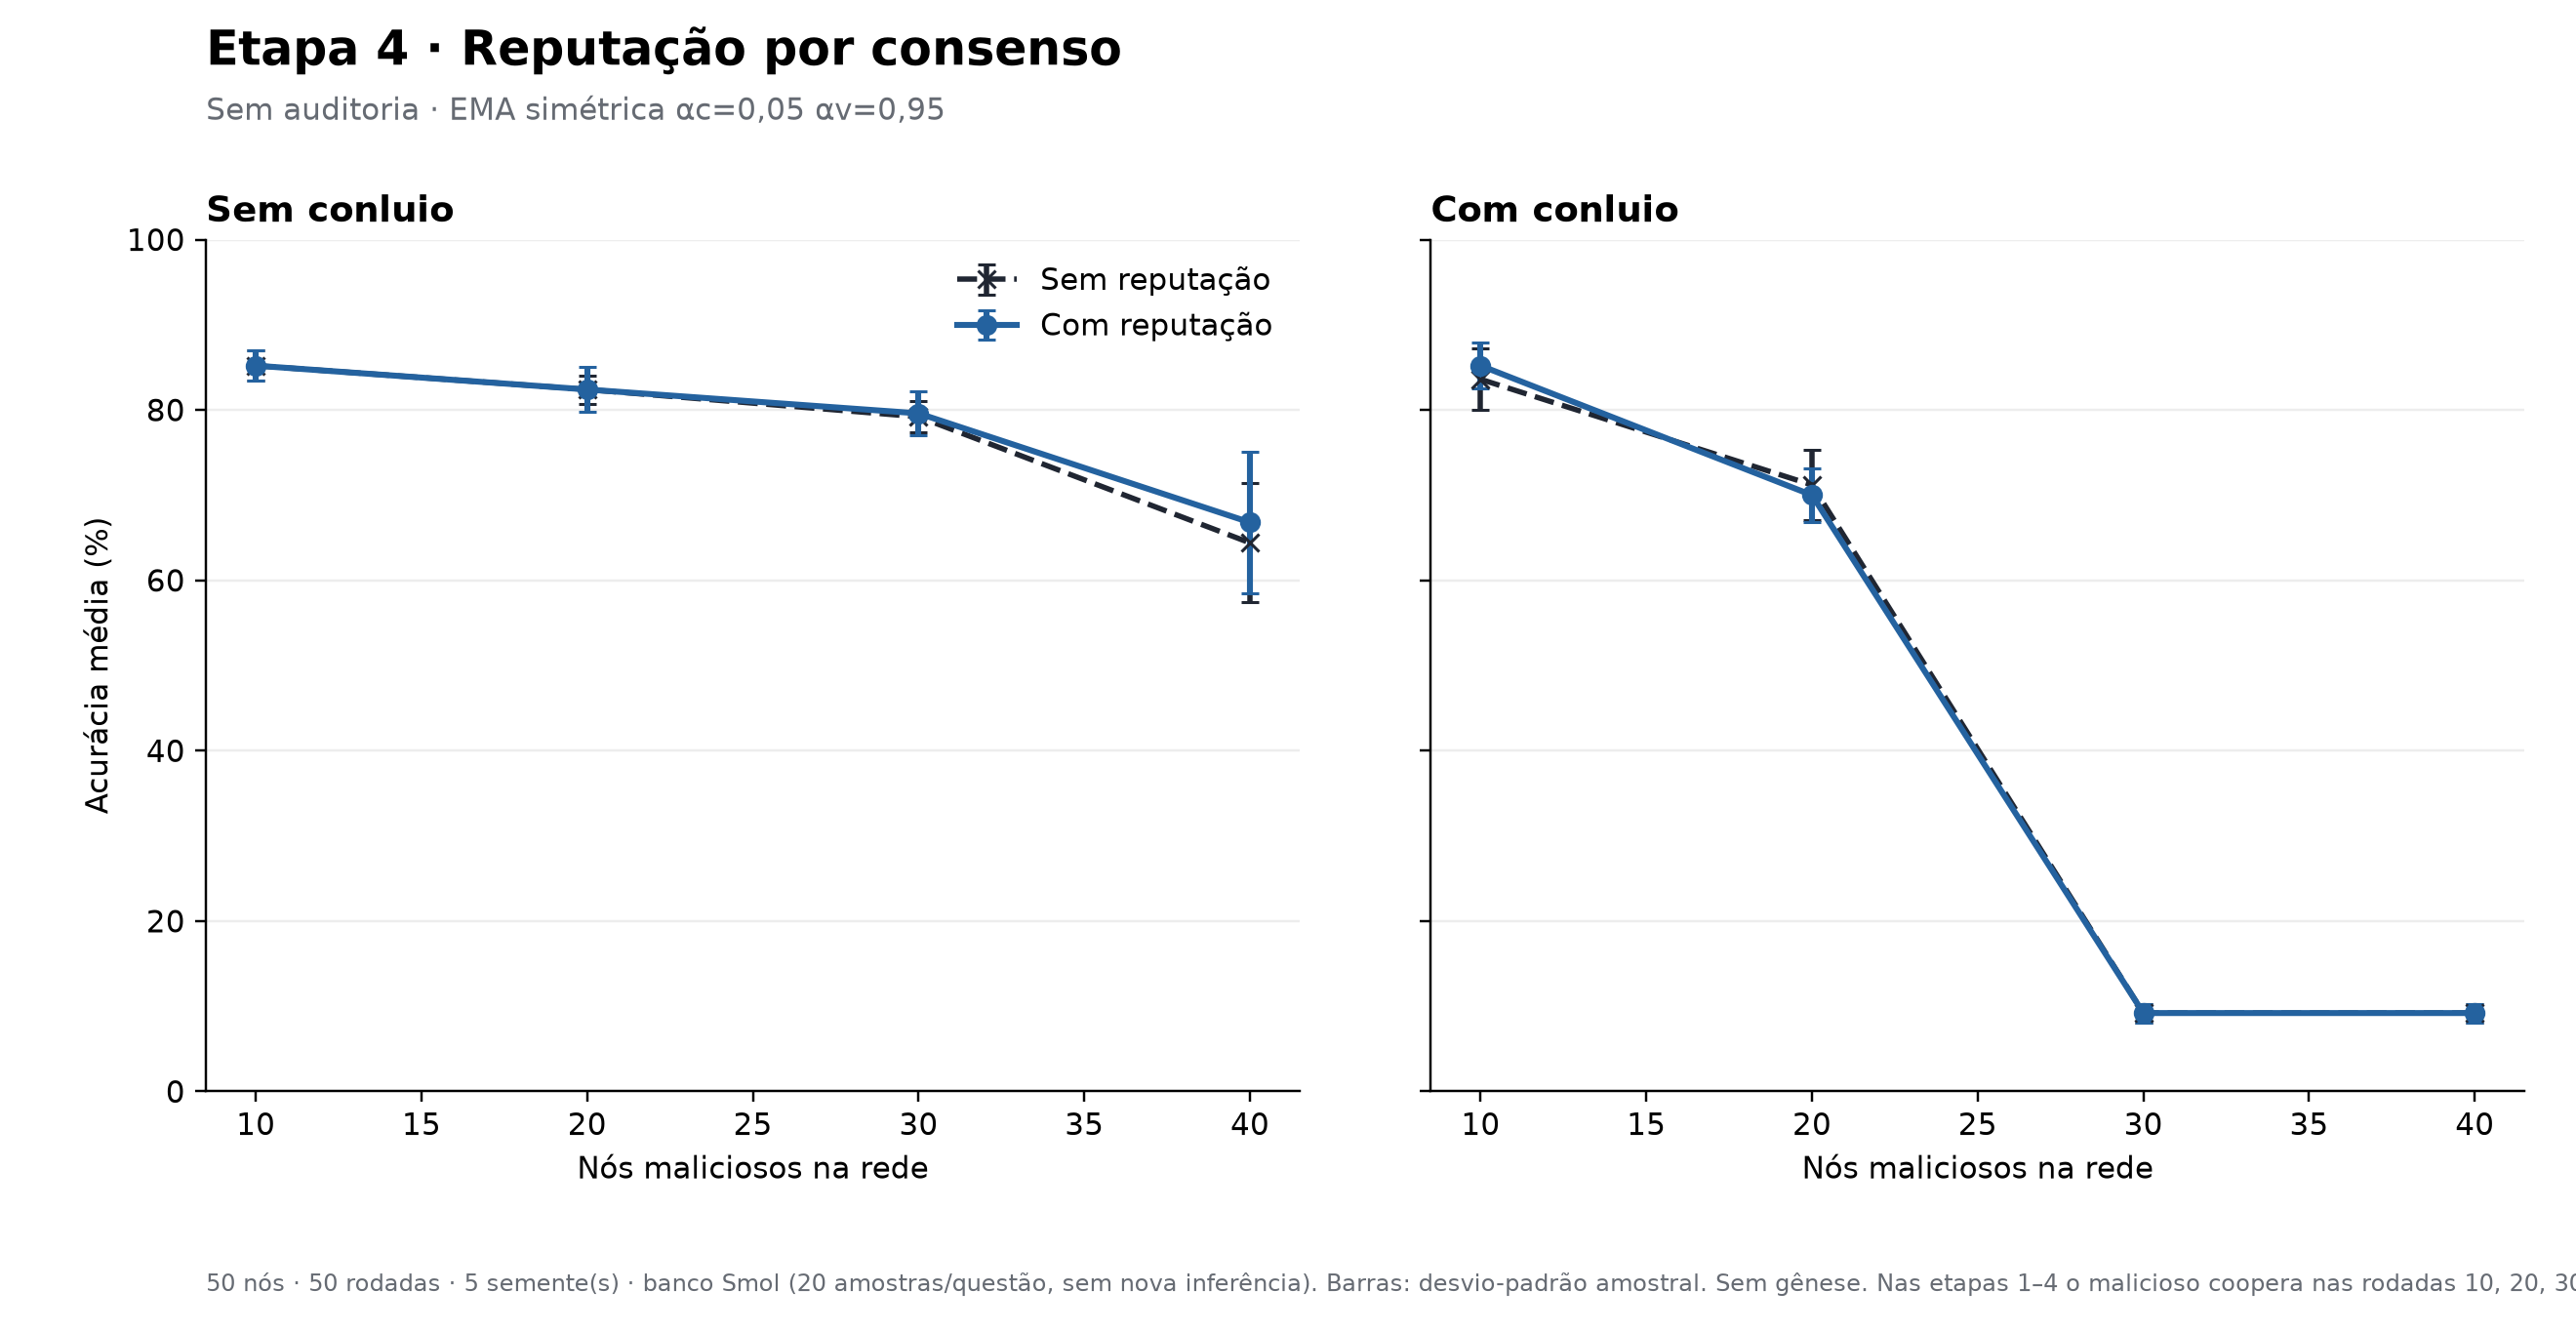 Etapa 4 · Reputação por consenso
Sem auditoria · EMA simétrica αc=0,05 αv=0,95
Sem conluio
Com conluio
Sem reputação
Com reputação
Acurácia média (%)
100
80
60
40
20
0
10 15 20 25 30 35 40
10 15 20 25 30 35 40
Nós maliciosos na rede
Nós maliciosos na rede
50 nós · 50 rodadas · 5 semente(s) · banco Smol (20 amostras/questão, sem nova inferência). Barras: desvio-padrão amostral. Sem gênese. Nas etapas 1–4 o malicioso coopera nas rodadas 10, 20, 30